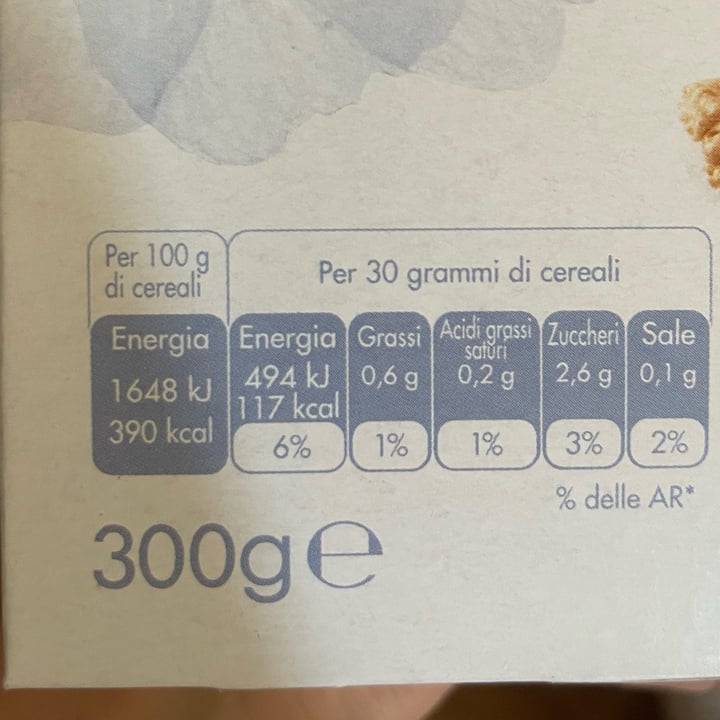 Per 100 g
di cereali
Per 30 grammi di cereali
Energia
1648 kJ
390 kcal
Energia
494 kJ
117 kcal
6%
Grassi
0,6 g
1%
Acidi grassi
saturi
0,2 g
1%
Zuccheri
2,6 g
3%
Sale
0,1 g
2%
% delle AR*
300g e